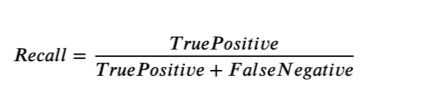 Recall = TruePositive / TruePositive + FalseNegative